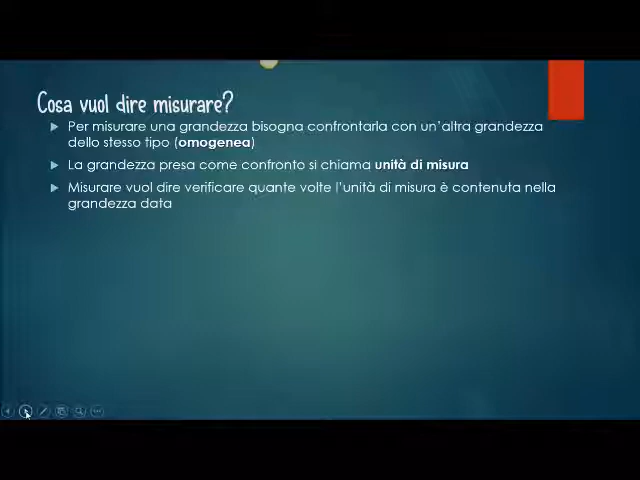 Cosa vuol dire misurare?
Per misurare una grandezza bisogna confrontarla con un'altra grandezza
dello stesso tipo (omogenea)
La grandezza presa come confronto si chiama unità di misura
Misurare vuol dire verificare quante volte l'unità di misura è contenuta nella
grandezza data